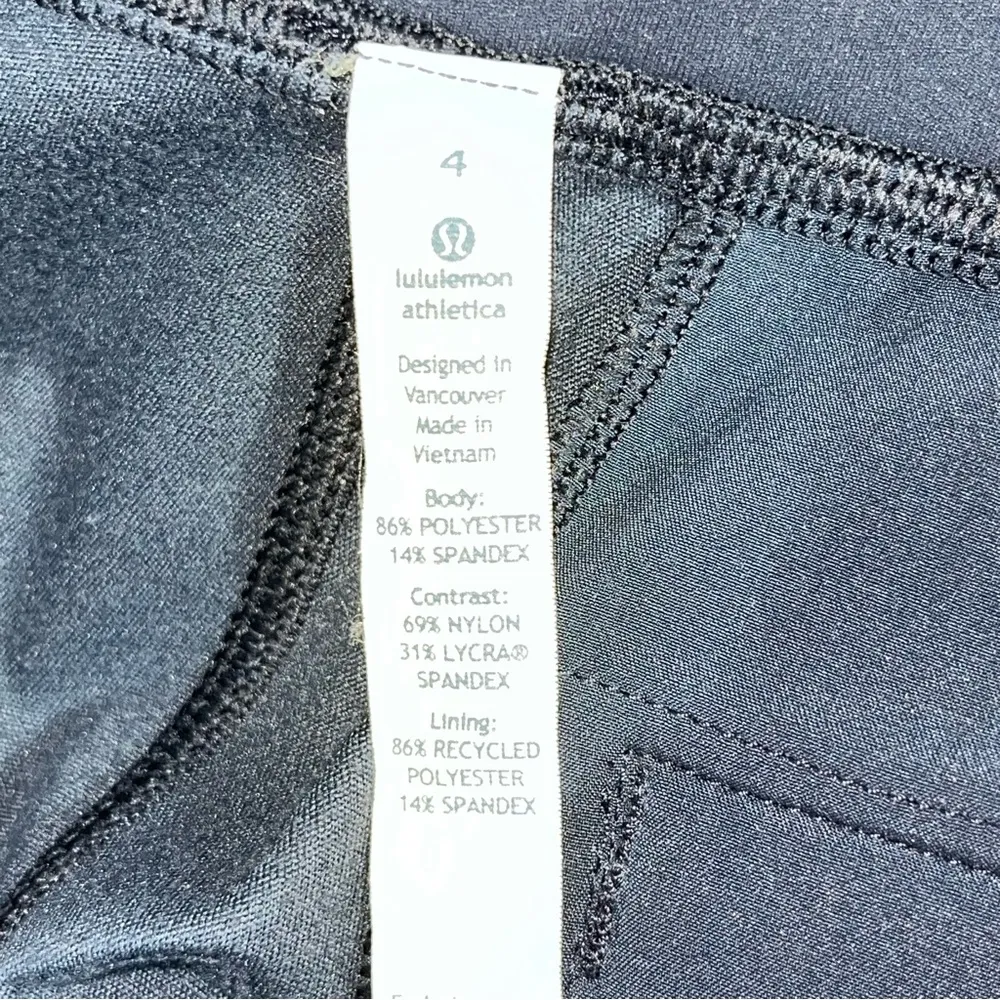 4
lululemon
athletica
Designed in
Vancouver
Made in
Vietnam
Body:
86% POLYESTER
14% SPANDEX
Contrast:
69% NYLON
31% LYCRA®
SPANDEX
Lining:
86% RECYCLED
POLYESTER
14% SPANDEX